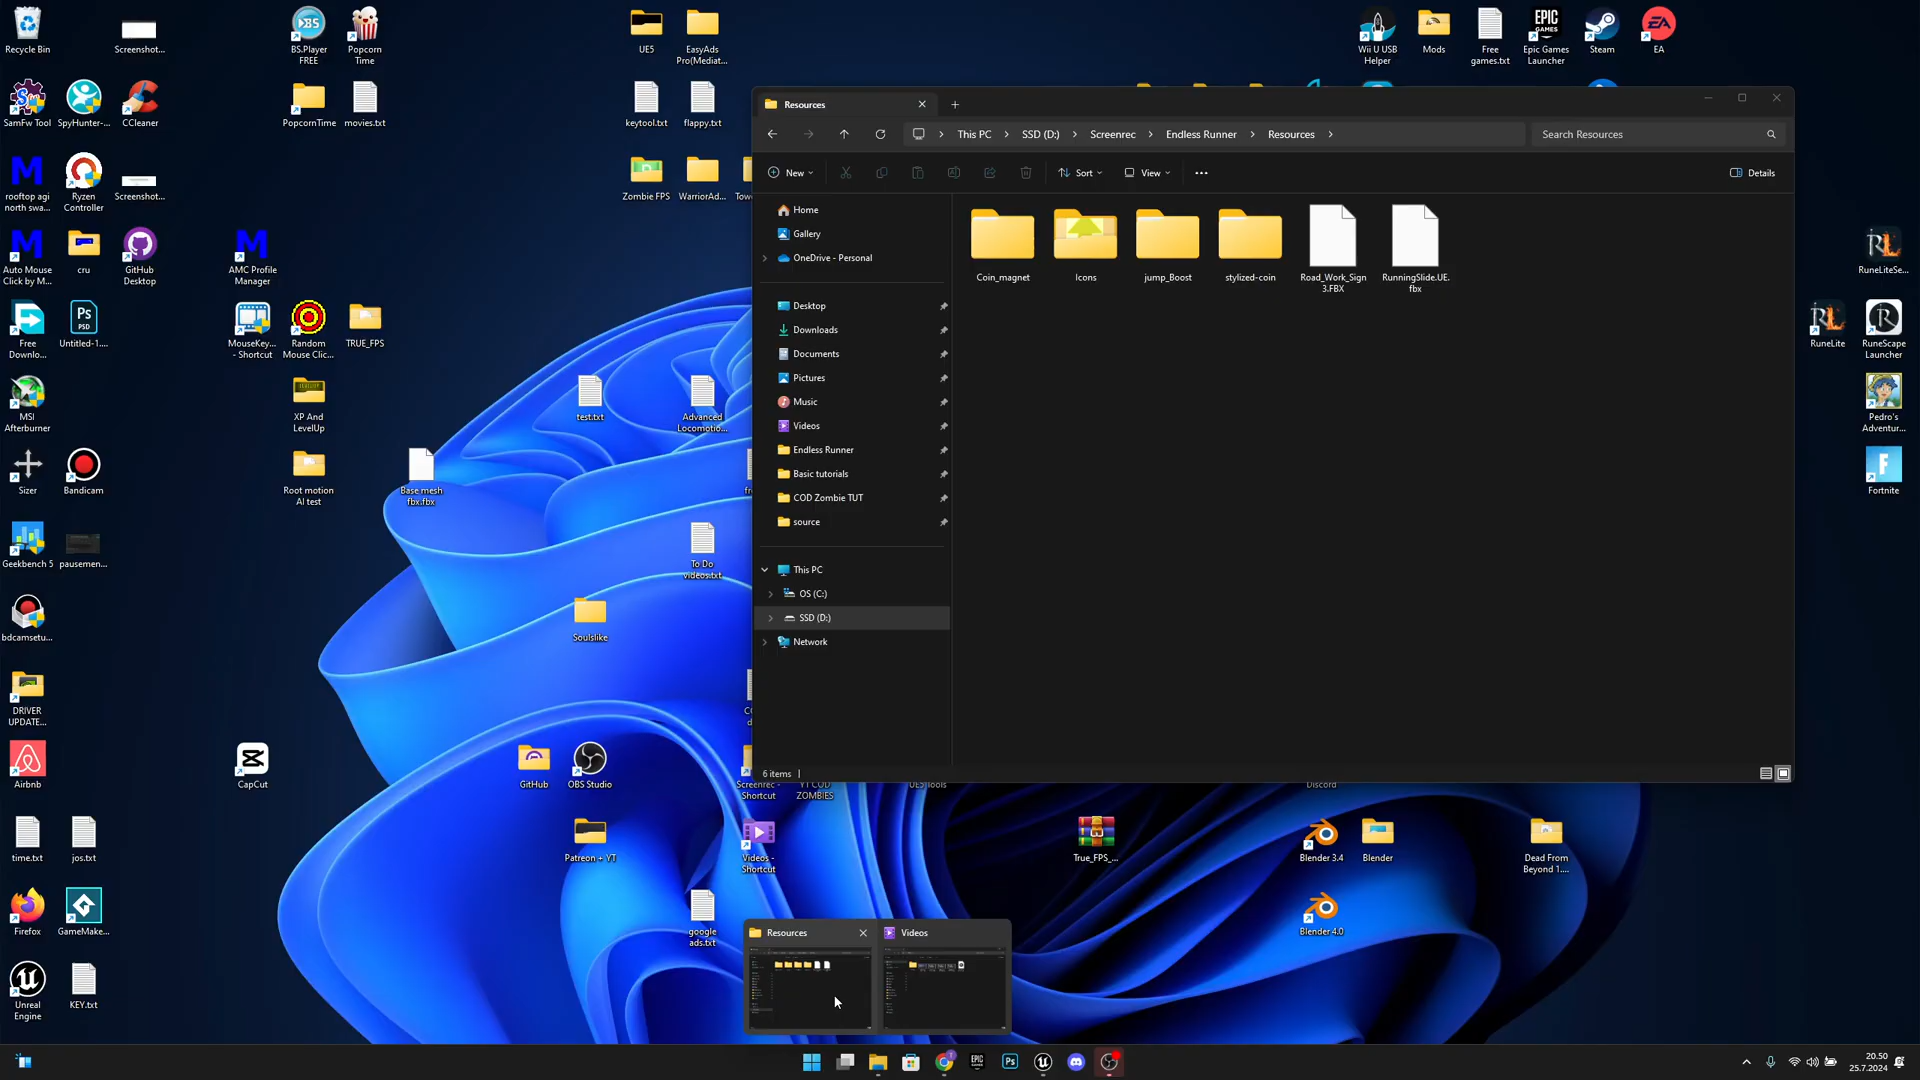 Recycle Bin
Screenshot...
BS.Player
FREE
Popcorn
Time
UE5
EasyAds
Pro(Mediat...
Wii U USB
Helper
Mods
Free
games.txt
Epic Games
Launcher
Steam
EA
SamFw Tool
SpyHunter-...
CCleaner
PopcornTime
movies.txt
keytool.txt
flappy.txt
rooftop agi
north swa...
Ryzen
Controller
Screenshot...
Zombie FPS
WarriorAd...
Auto Mouse
Click by M...
cru
GitHub
Desktop
AMC Profile
Manager
Free
Downlo...
Untitled-1....
MouseKey...
- Shortcut
Random
Mouse Clic...
TRUE_FPS
MSI
Afterburner
XP And
LevelUp
test.txt
Advanced
Locomotio...
Sizer
Bandicam
Root motion
AI test
Base mesh
fbx.fbx
Geekbench 5
pausemen...
To Do
videos.txt
bdcamsetu...
Soulslike
DRIVER
UPDATE...
Airbnb
CapCut
GitHub
OBS Studio
Screenrec -
Shortcut
YT COD
ZOMBIES
UE5 Tools
Discord
time.txt
jos.txt
Patreon + YT
Videos -
Shortcut
True_FPS_...
Blender 3.4
Blender
Dead From
Beyond 1....
Firefox
GameMake...
google
ads.txt
Blender 4.0
Unreal
Engine
KEY.txt
RuneLiteSe...
RuneLite
RuneScape
Launcher
Pedro's
Adventur...
Fortnite
Resources
This PC
SSD (D:)
Screenrec
Endless Runner
Resources
Search Resources
New
Sort
View
Details
Home
Gallery
OneDrive - Personal
Desktop
Downloads
Documents
Pictures
Music
Videos
Endless Runner
Basic tutorials
COD Zombie TUT
source
This PC
OS (C:)
SSD (D:)
Network
Coin_magnet
Icons
jump_Boost
stylized-coin
Road_Work_Sign
3.FBX
RunningSlide.UE.
fbx
6 items
Resources
Videos
20.50
25.7.2024